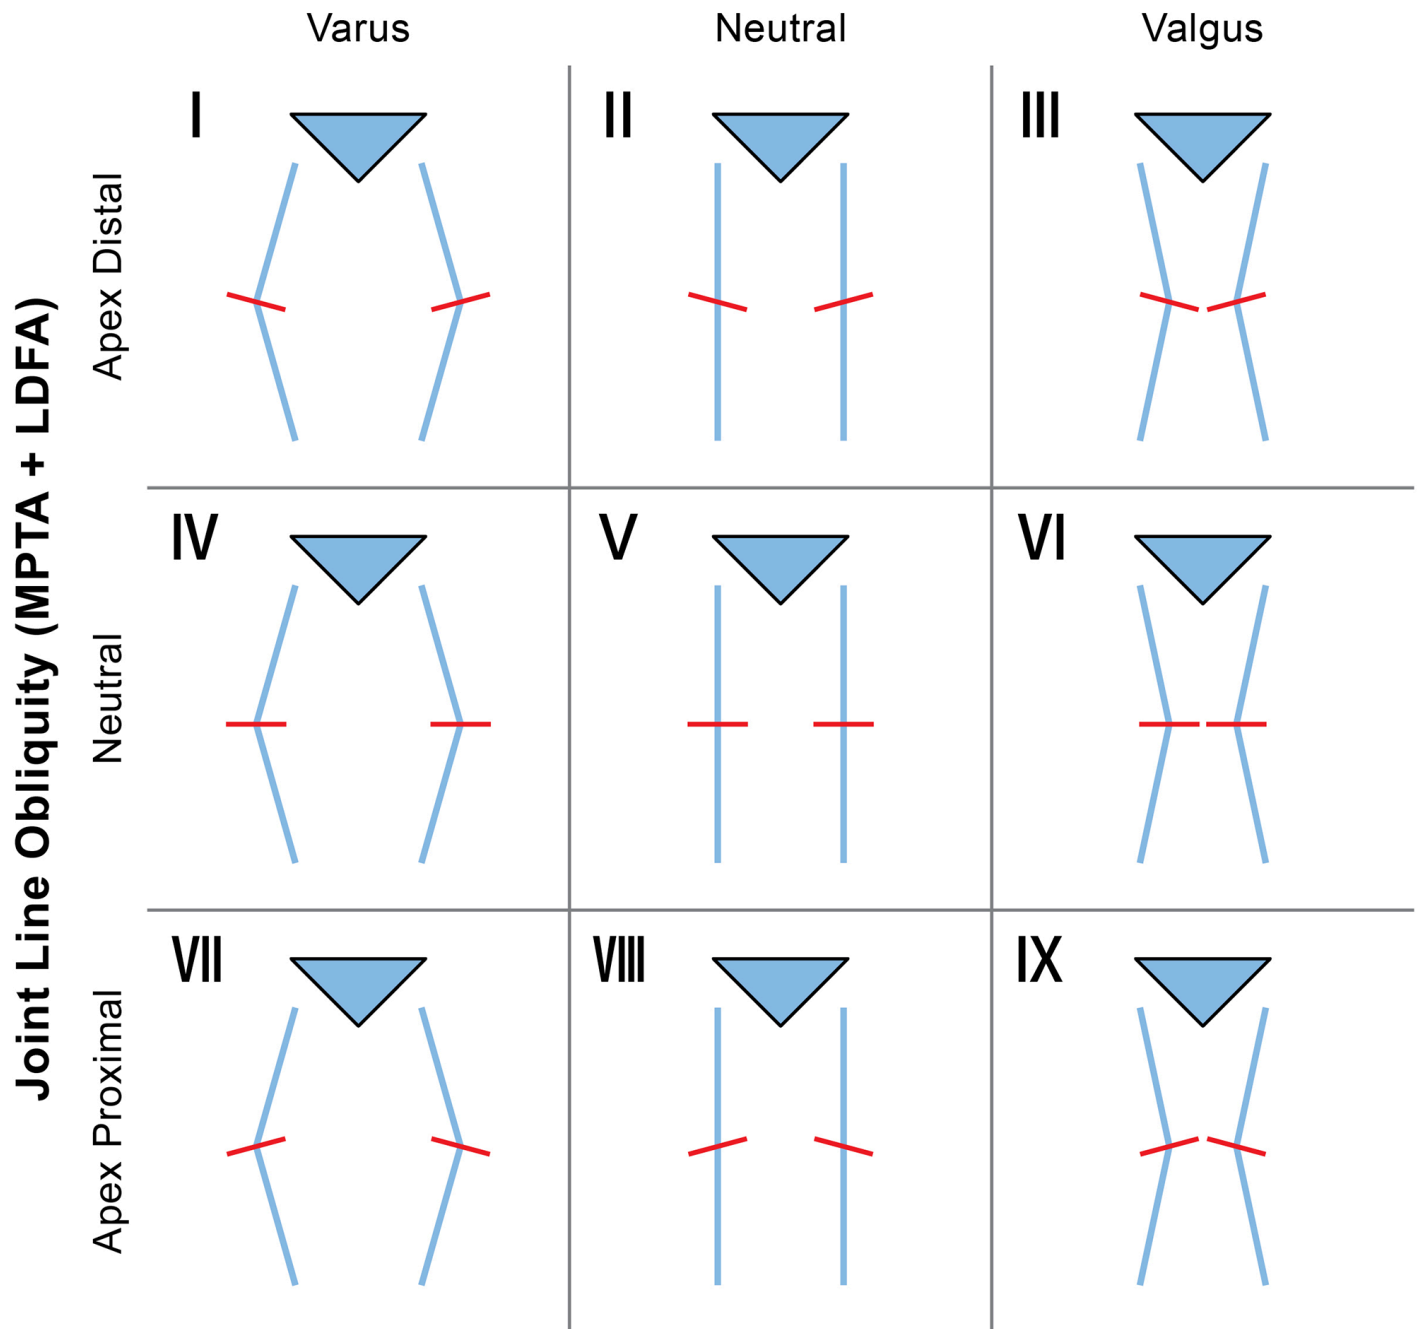 Varus
Neutral
Valgus
Joint Line Obliquity (MPTA + LDFA)
Apex Distal
I
II
III
Neutral
IV
V
VI
Apex Proximal
VII
VIIII
IX